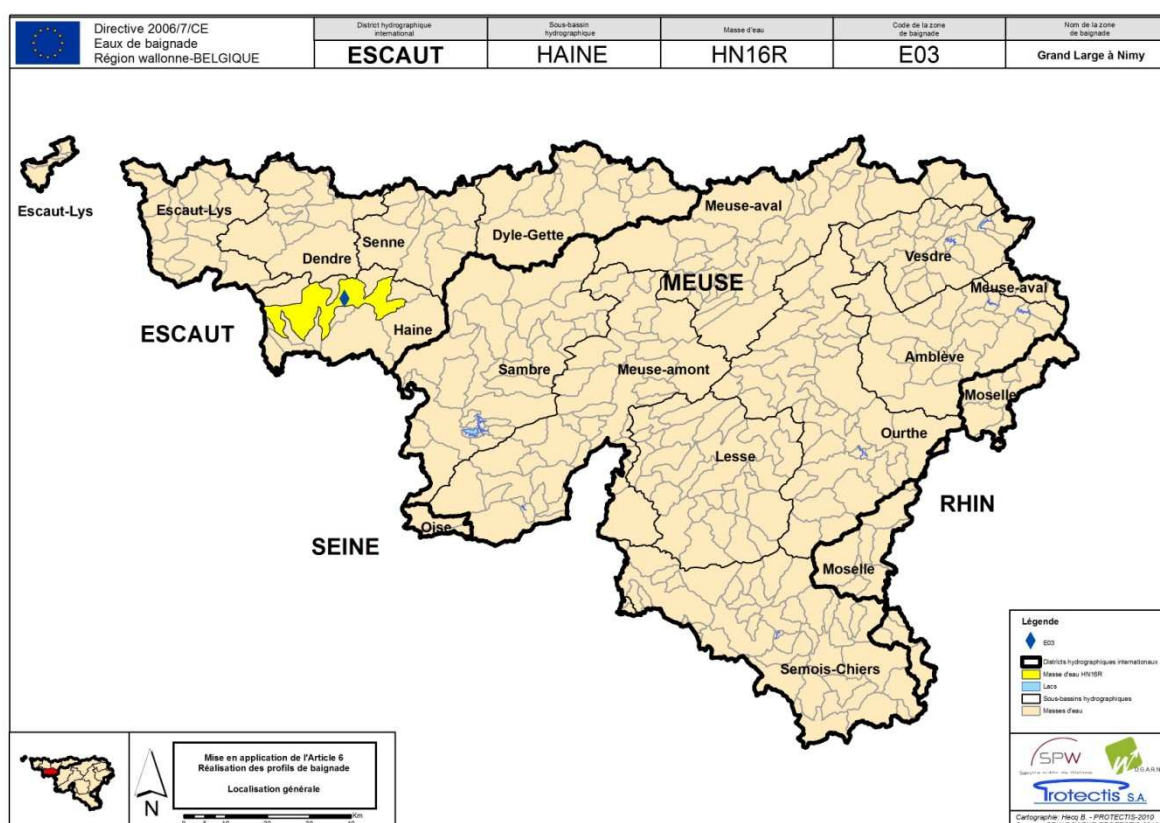 Directive 2006/7/CE
Eaux de baignade
Région wallonne-BELGIQUE
District hydrographique
international
ESCAUT
Sous-bassin
hydrographique
HAINE
Masse d'eau
HN16R
Code de la zone
de baignade
E03
Nom de la zone
de baignade
Grand Large à Nimy
Escaut-Lys
Escaut-Lys
Dendre
Senne
Dyle-Gette
Meuse-aval
Vesdre
MEUSE
Meuse-aval
ESCAUT
Haine
Sambre
Meuse-amont
Amblève
Moselle
Ourthe
Lesse
RHIN
Oise
SEINE
Moselle
Semois-Chiers
Légende
E03
Districts hydrographiques internationaux
Masse d'eau HN16R
Lacs
Sous-bassins hydrographiques
Masses d'eau
N
Mise en application de l'Article 6
Réalisation des profils de baignade
Localisation générale
Km
SPW
Protectis S.A.
Cartographie: Hecq B. - PROTECTIS-2010